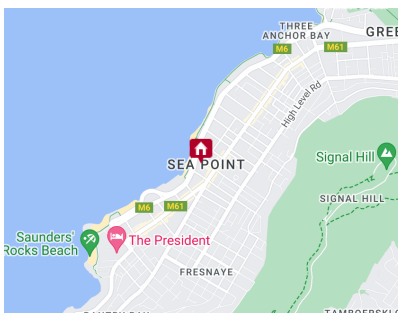 THREE
ANCHOR BAY
M6
M61
GREE
High Level Rd
SEA POINT
Signal Hill
SIGNAL HILL
M6
M61
Saunders'
Rocks Beach
The President
FRESNAYE